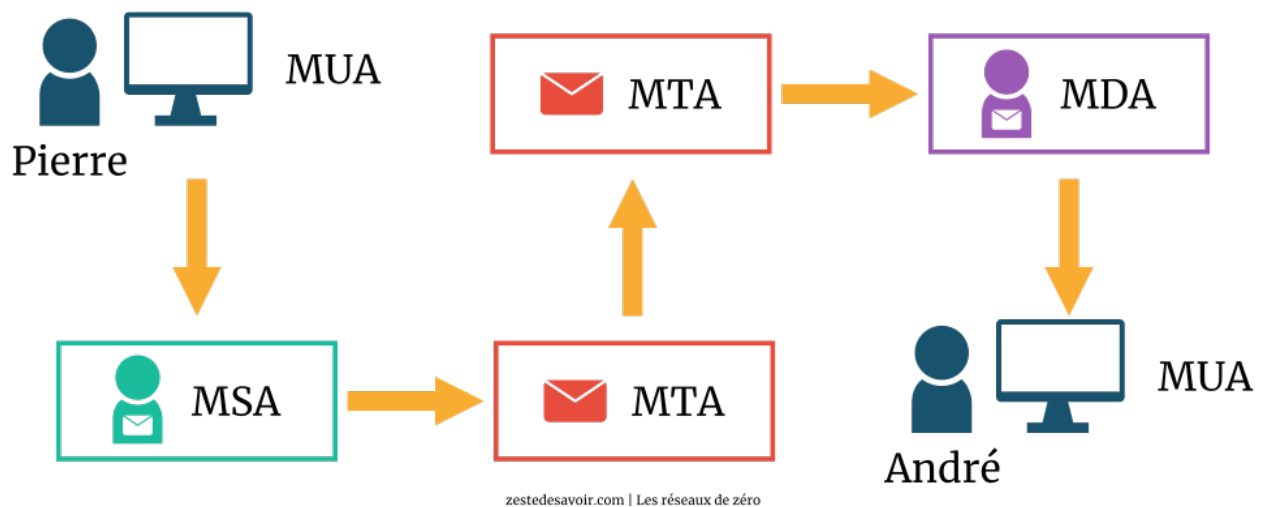 MUA
Pierre
MSA
MTA
MTA
MDA
MUA
André
zestedesavoir.com | Les réseaux de zéro